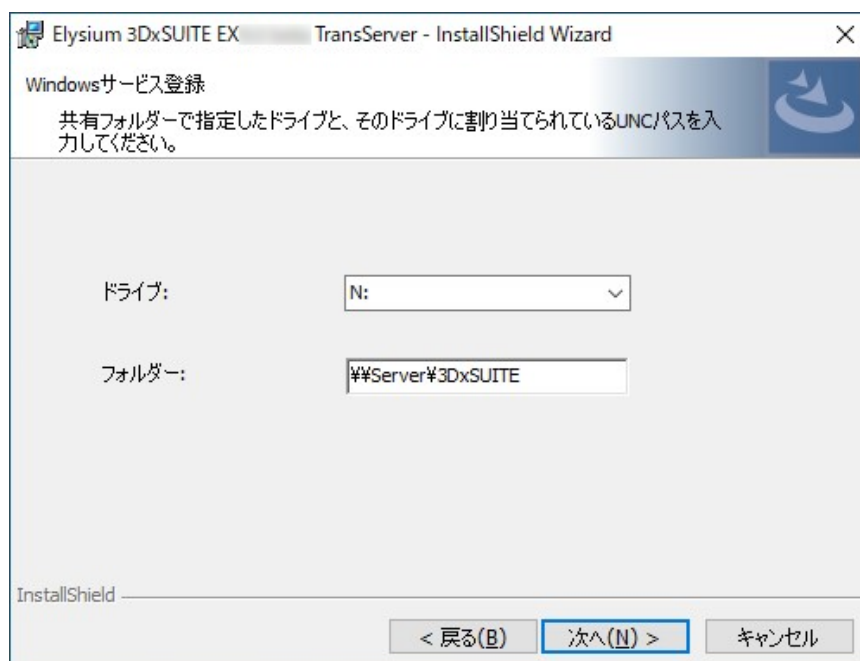 Elysium 3DxSUITE EX TransServer - InstallShield Wizard
Windowsサービス登録
共有フォルダーで指定したドライブと、そのドライブに割り当てられているUNCパスを入
力してください。
ドライブ:
N:
フォルダー:
¥¥Server¥3DxSUITE
InstallShield
< 戻る(B)
次へ(N) >
キャンセル